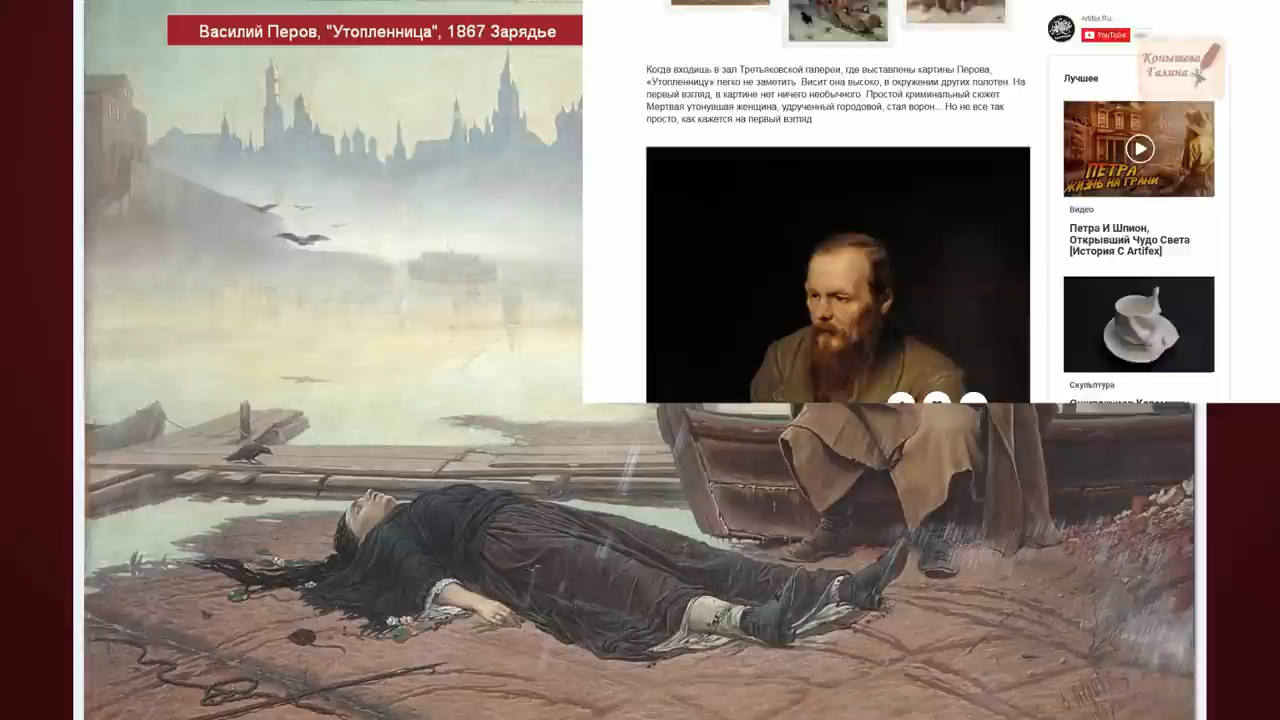 Василий Перов, "Утопленница", 1867 Зарядье
Когда входишь в зал Третьяковской галереи, где выставлены картины Перова,
«Утопленницу» легко не заметить. Висит она высоко, в окружении других полотен. На
первый взгляд, в картине нет ничего необычного. Простой криминальный сюжет.
Мертвая утонувшая женщина, удрученный городовой, стая ворон... Но не все так
просто, как кажется на первый взгляд
Artifex.Ru
YouTube
Конышева
Галина
Лучшее
ПЕТРА
ЖИЗНЬ НА ГРАНИ
Видео
Петра И Шпион,
Открывший Чудо Света
[История С Artifex]
Скульптура